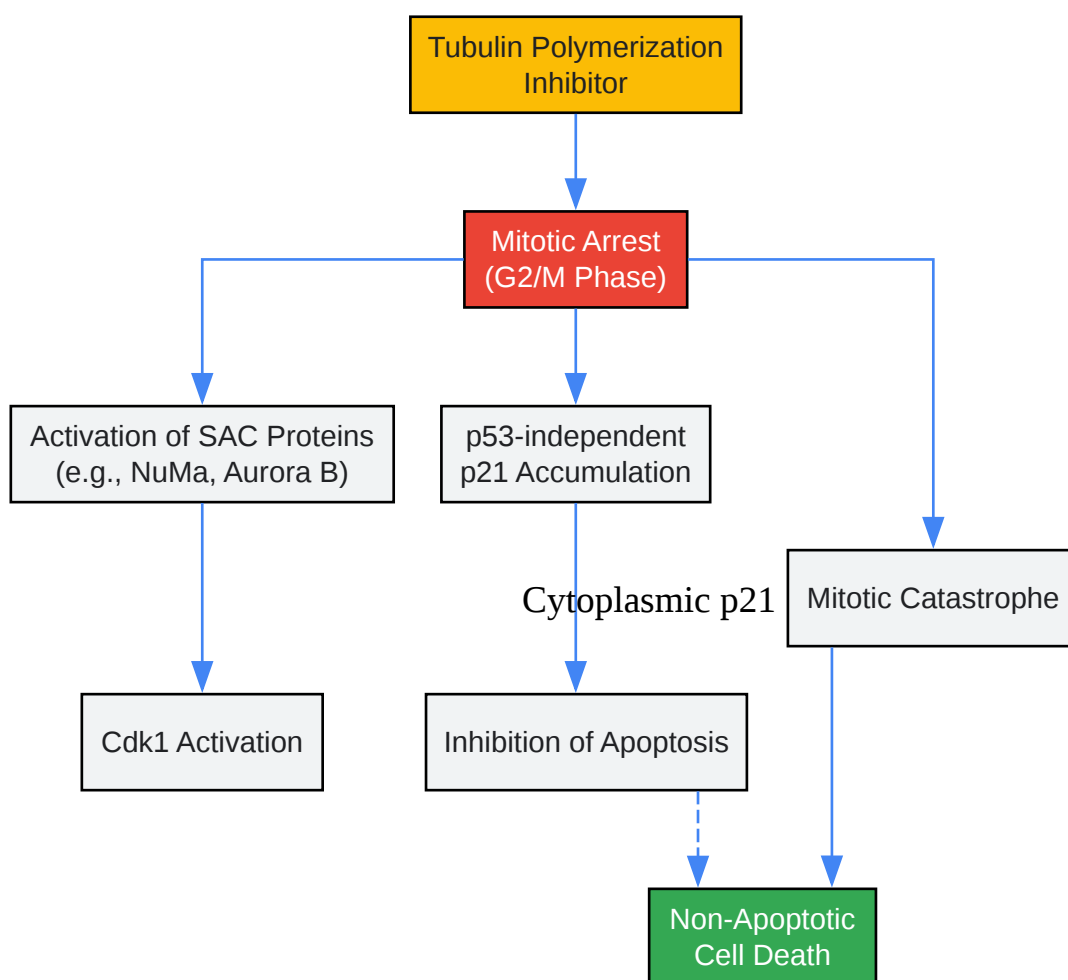 Tubulin Polymerization
Inhibitor
Mitotic Arrest
(G2/M Phase)
Activation of SAC Proteins
(e.g., NuMa, Aurora B)
p53-independent
p21 Accumulation
Cytoplasmic p21
Mitotic Catastrophe
Cdk1 Activation
Inhibition of Apoptosis
Non-Apoptotic
Cell Death